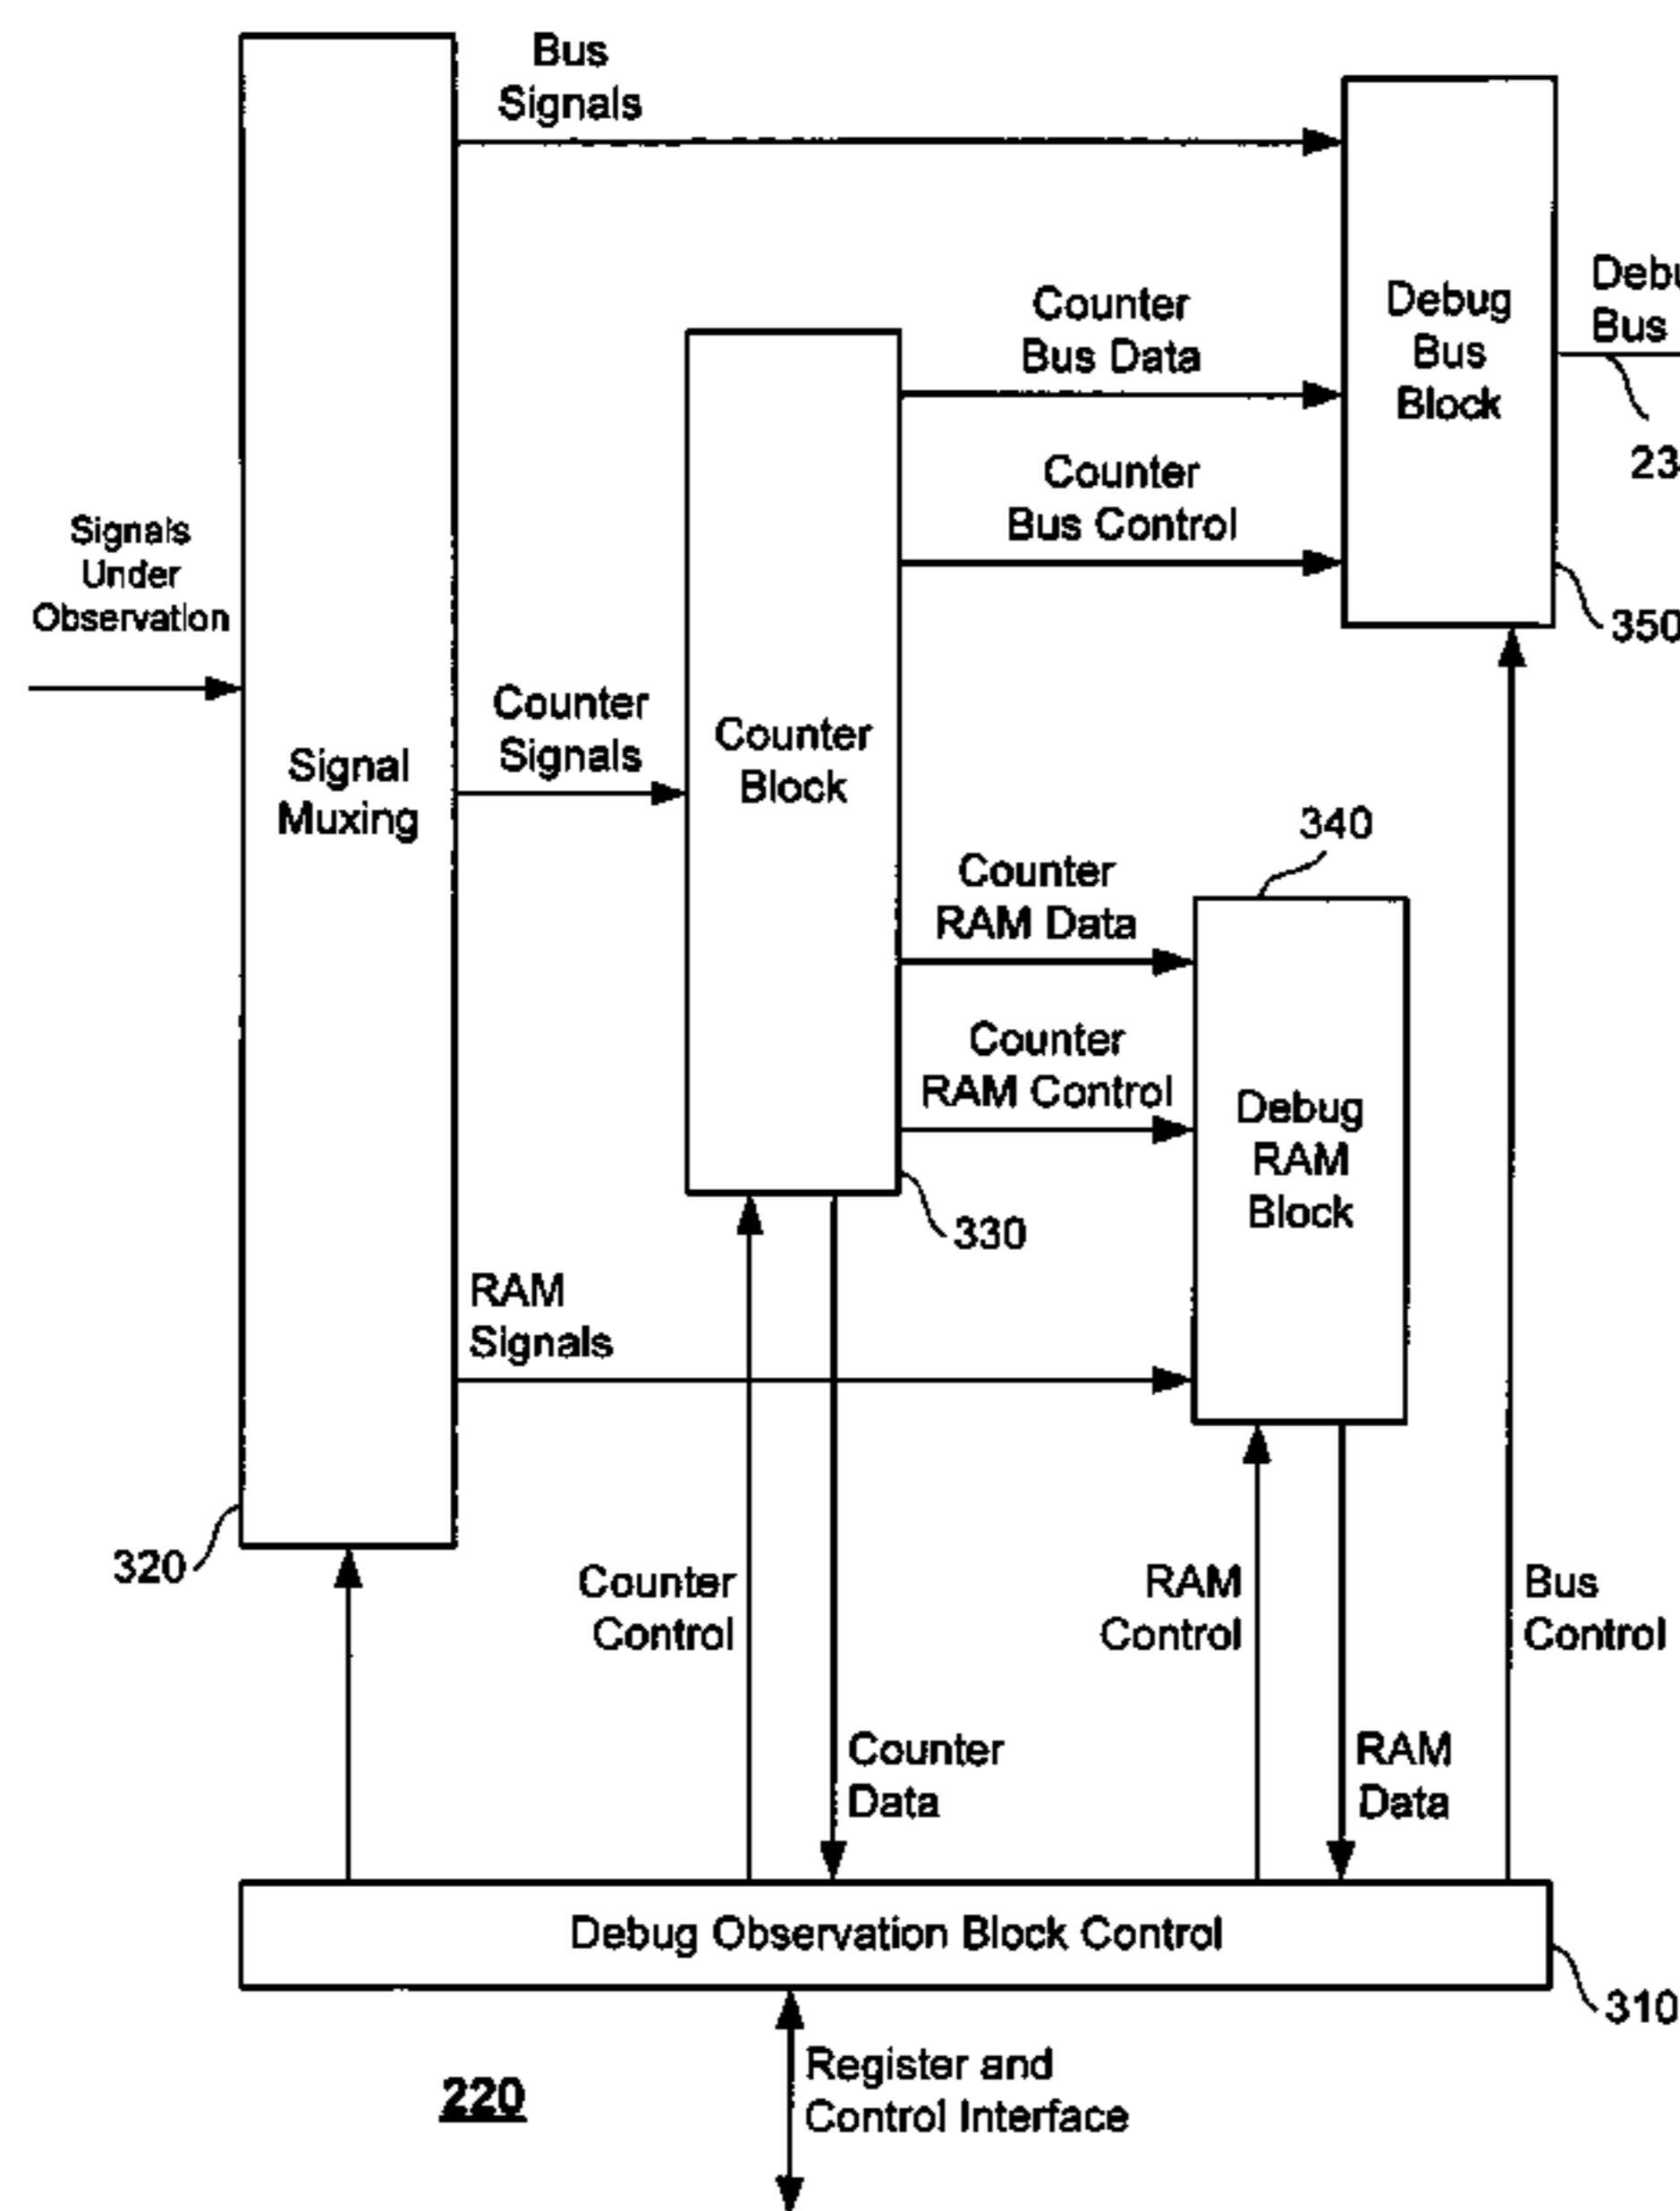 Bus
Signals
Debug
Bus
Block
Bus
23
350
Counter
Bus Data
Counter
Bus Control
Signals
Under
Observation
Signal
Muxing
Counter
Signals
Counter
Block
340
Counter
RAM Data
Counter
RAM Control
Debug
RAM
Block
330
RAM
Signals
320
Counter
Control
RAM
Control
Bus
Control
Counter
Data
RAM
Data
Debug Observation Block Control
310
Register and
Control Interface
220